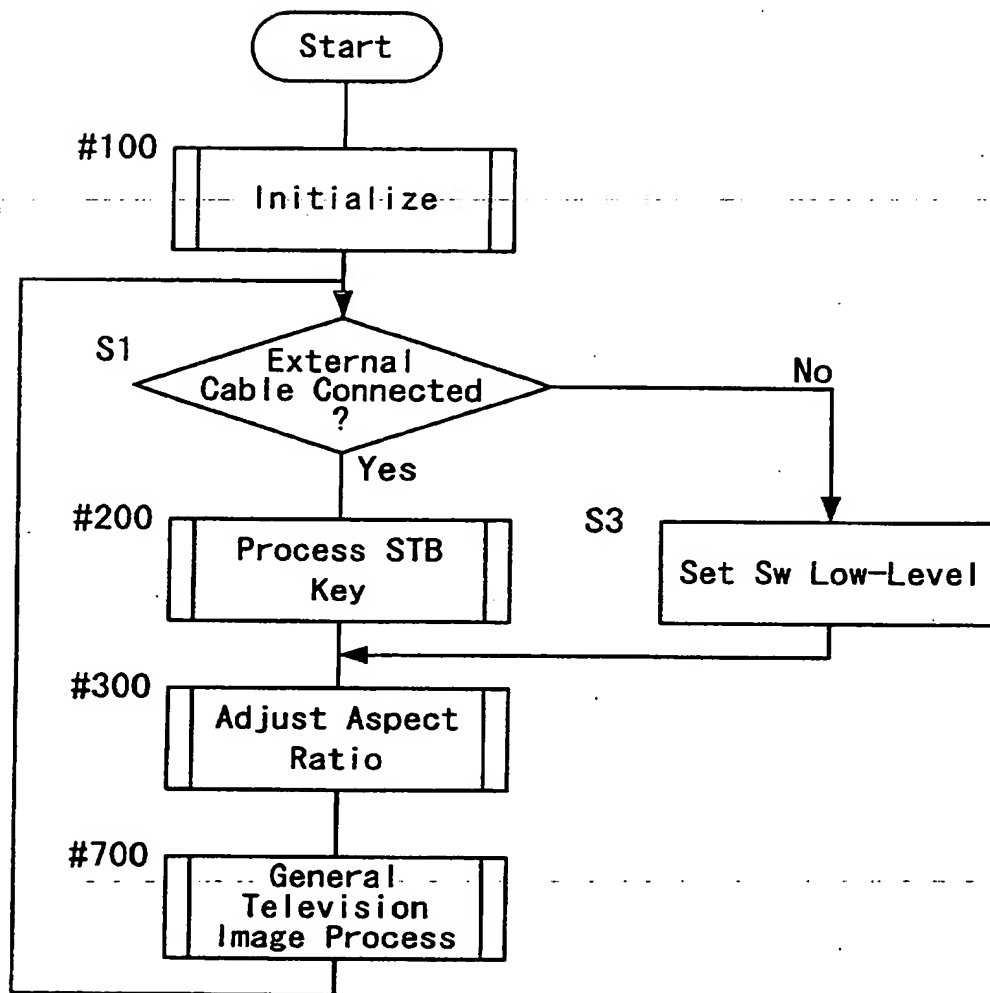 Start
#100
Initialize
S1
External
Cable Connected
?
No
Yes
#200
Process STB
Key
S3
Set Sw Low-Level
#300
Adjust Aspect
Ratio
#700
General
Television
Image Process